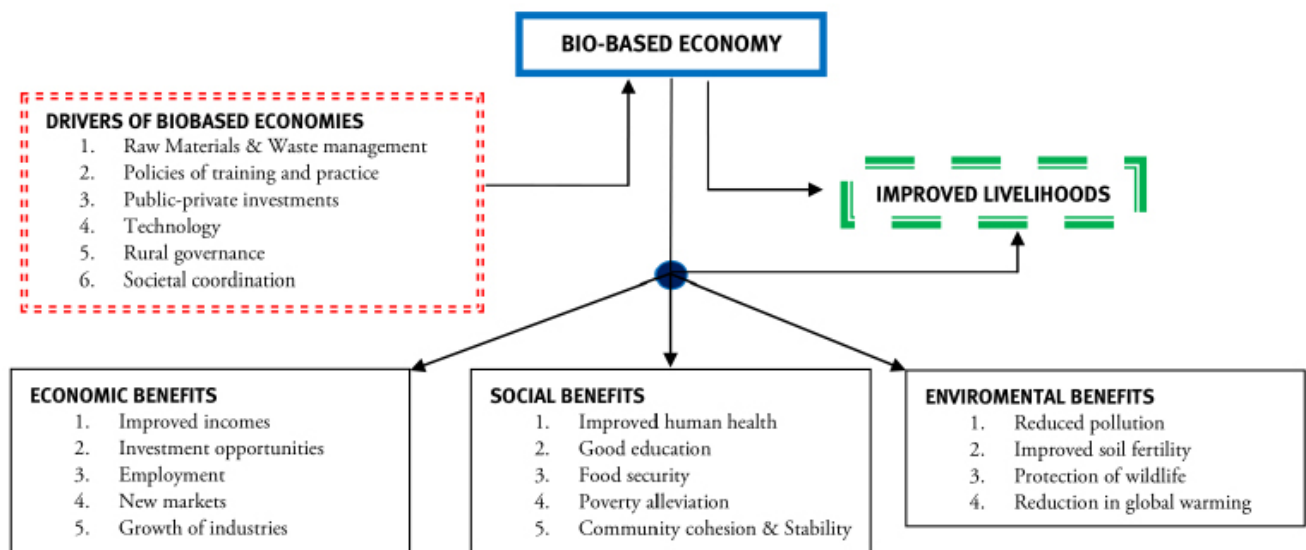 BIO-BASED ECONOMY
DRIVERS OF BIOBASED ECONOMIES
1. Raw Materials & Waste management
2. Policies of training and practice
3. Public-private investments
4. Technology
5. Rural governance
6. Societal coordination
IMPROVED LIVELIHOODS
ECONOMIC BENEFITS
1. Improved incomes
2. Investment opportunities
3. Employment
4. New markets
5. Growth of industries
SOCIAL BENEFITS
1. Improved human health
2. Good education
3. Food security
4. Poverty alleviation
5. Community cohesion & Stability
ENVIROMENTAL BENEFITS
1. Reduced pollution
2. Improved soil fertility
3. Protection of wildlife
4. Reduction in global warming